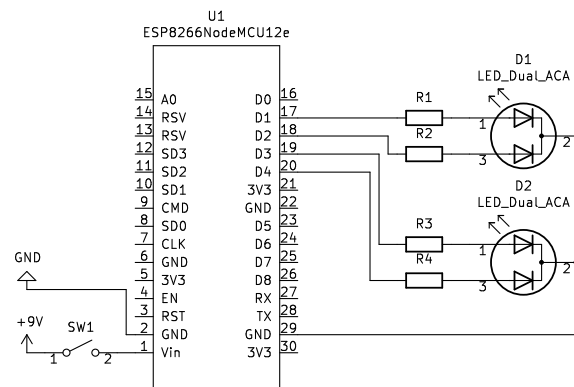 U1
ESP8266NodeMCU12e
15 A0 D0 16
14 RSV D1 17
13 RSV D2 18
12 SD3 D3 19
11 SD2 D4 20
10 SD1 3V3 21
9 CMD GND 22
8 SD0 D5 23
7 CLK D6 24
6 GND D7 25
5 3V3 D8 26
4 EN RX 27
3 RST TX 28
2 GND GND 29
1 Vin 3V3 30
GND
+9V
SW1
1 2
R1
R2
D1
LED_Dual_ACA
1
2
3
R3
R4
D2
LED_Dual_ACA
1
2
3